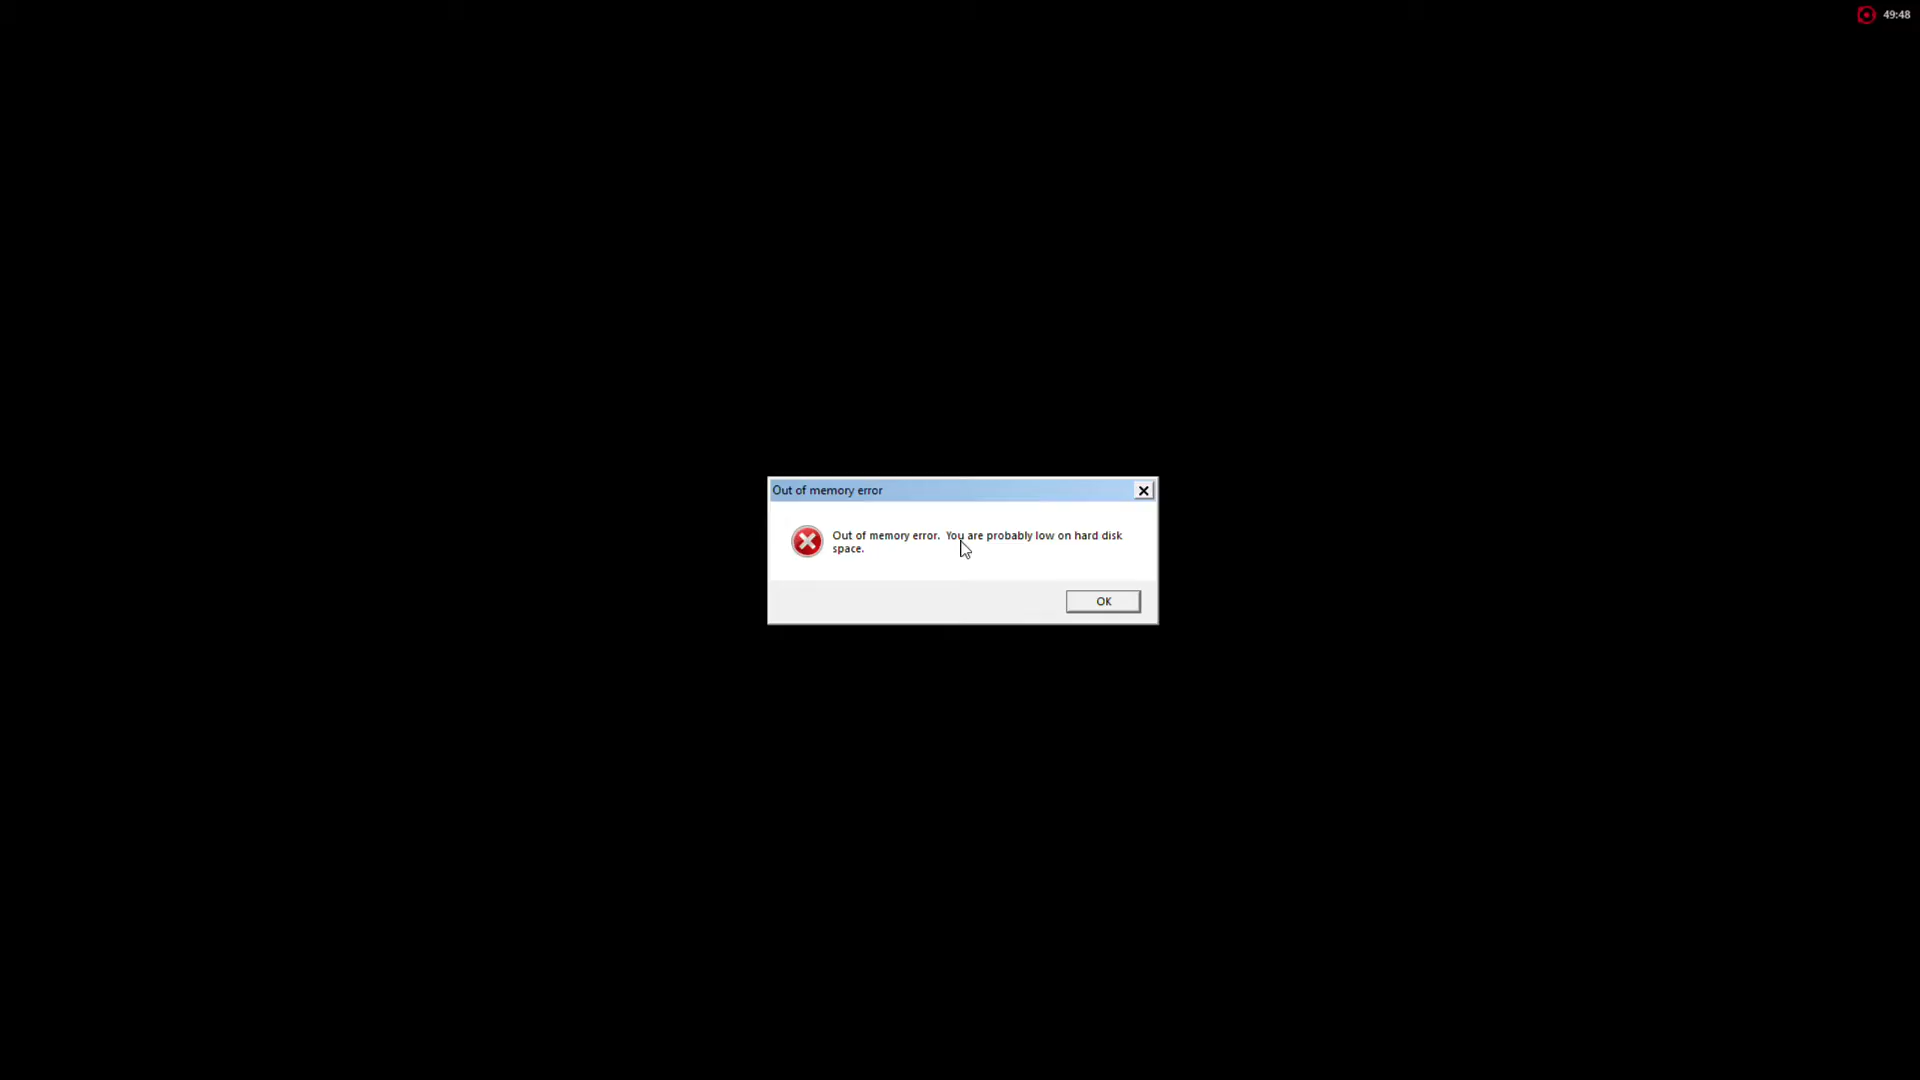 49:48
Out of memory error
Out of memory error.  You are probably low on hard disk
space.
OK